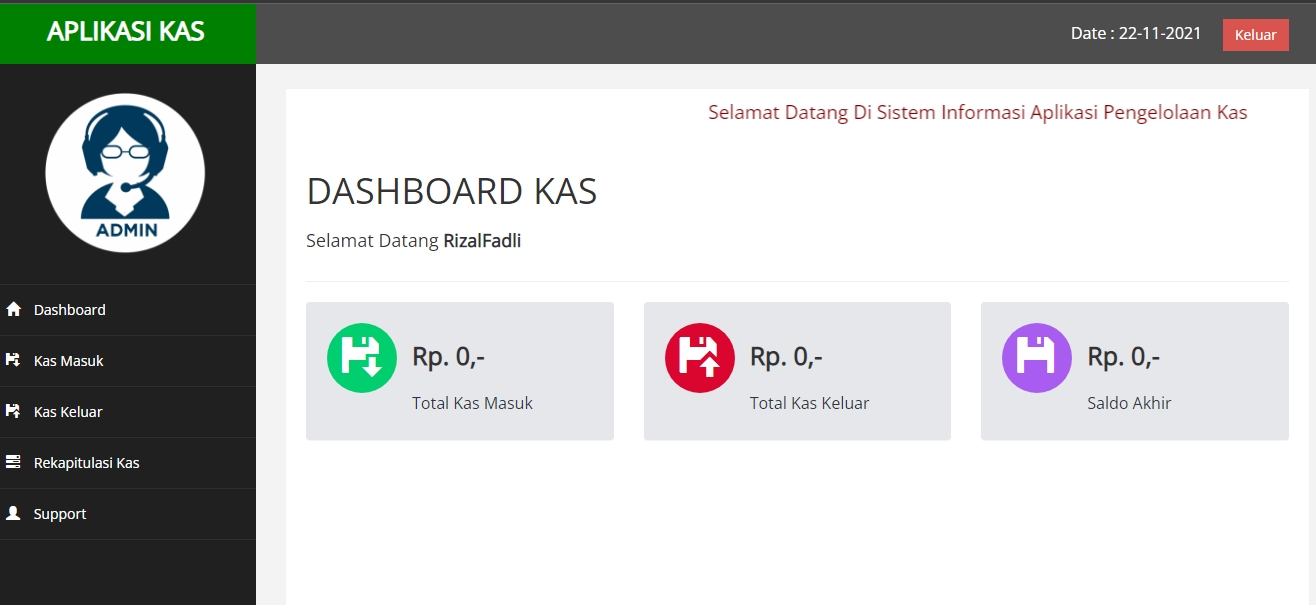 APLIKASI KAS
Date : 22-11-2021
Keluar
ADMIN
Dashboard
Kas Masuk
Kas Keluar
Rekapitulasi Kas
Support
Selamat Datang Di Sistem Informasi Aplikasi Pengelolaan Kas
DASHBOARD KAS
Selamat Datang RizalFadli
Rp. 0,-
Total Kas Masuk
Rp. 0,-
Total Kas Keluar
Rp. 0,-
Saldo Akhir